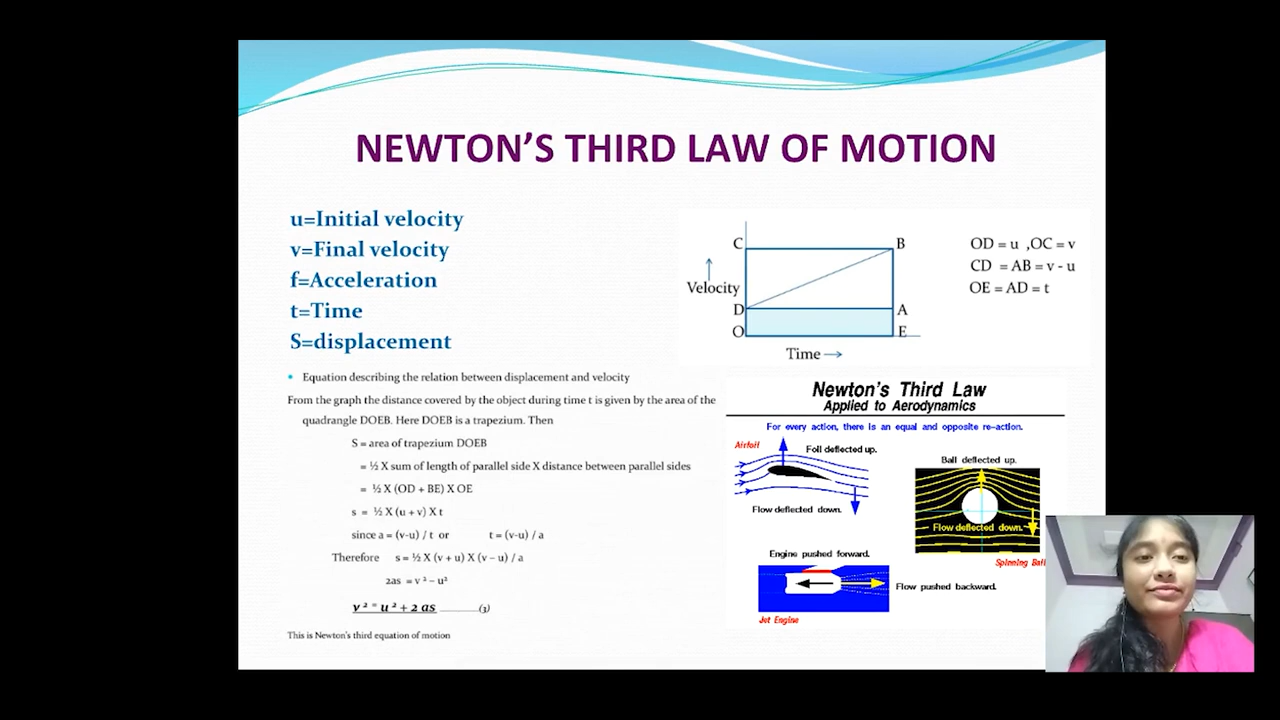 NEWTON'S THIRD LAW OF MOTION
u=Initial velocity
v=Final velocity
f=Acceleration
t=Time
S=displacement
C
B
Velocity
D
A
O
E
Time
OD = u ,OC = v
CD = AB = v - u
OE = AD = t
Equation describing the relation between displacement and velocity
From the graph the distance covered by the object during time t is given by the area of the
quadrangle DOEB. Here DOEB is a trapezium. Then
S = area of trapezium DOEB
= ½ X sum of length of parallel side X distance between parallel sides
= ½ X (OD + BE) X OE
s = ½ X (u + v) X t
since a = (v-u) / t or t = (v-u) / a
Therefore s = ½ X (v + u) X (v – u) / a
2as = v² – u²
v² = u² + 2 as ..............(3)
This is Newton's third equation of motion
Newton's Third Law
Applied to Aerodynamics
For every action, there is an equal and opposite re-action.
Airfoil
Foil deflected up.
Flow deflected down.
Ball deflected up.
Flow deflected down.
Spinning Ball
Engine pushed forward.
Flow pushed backward.
Jet Engine